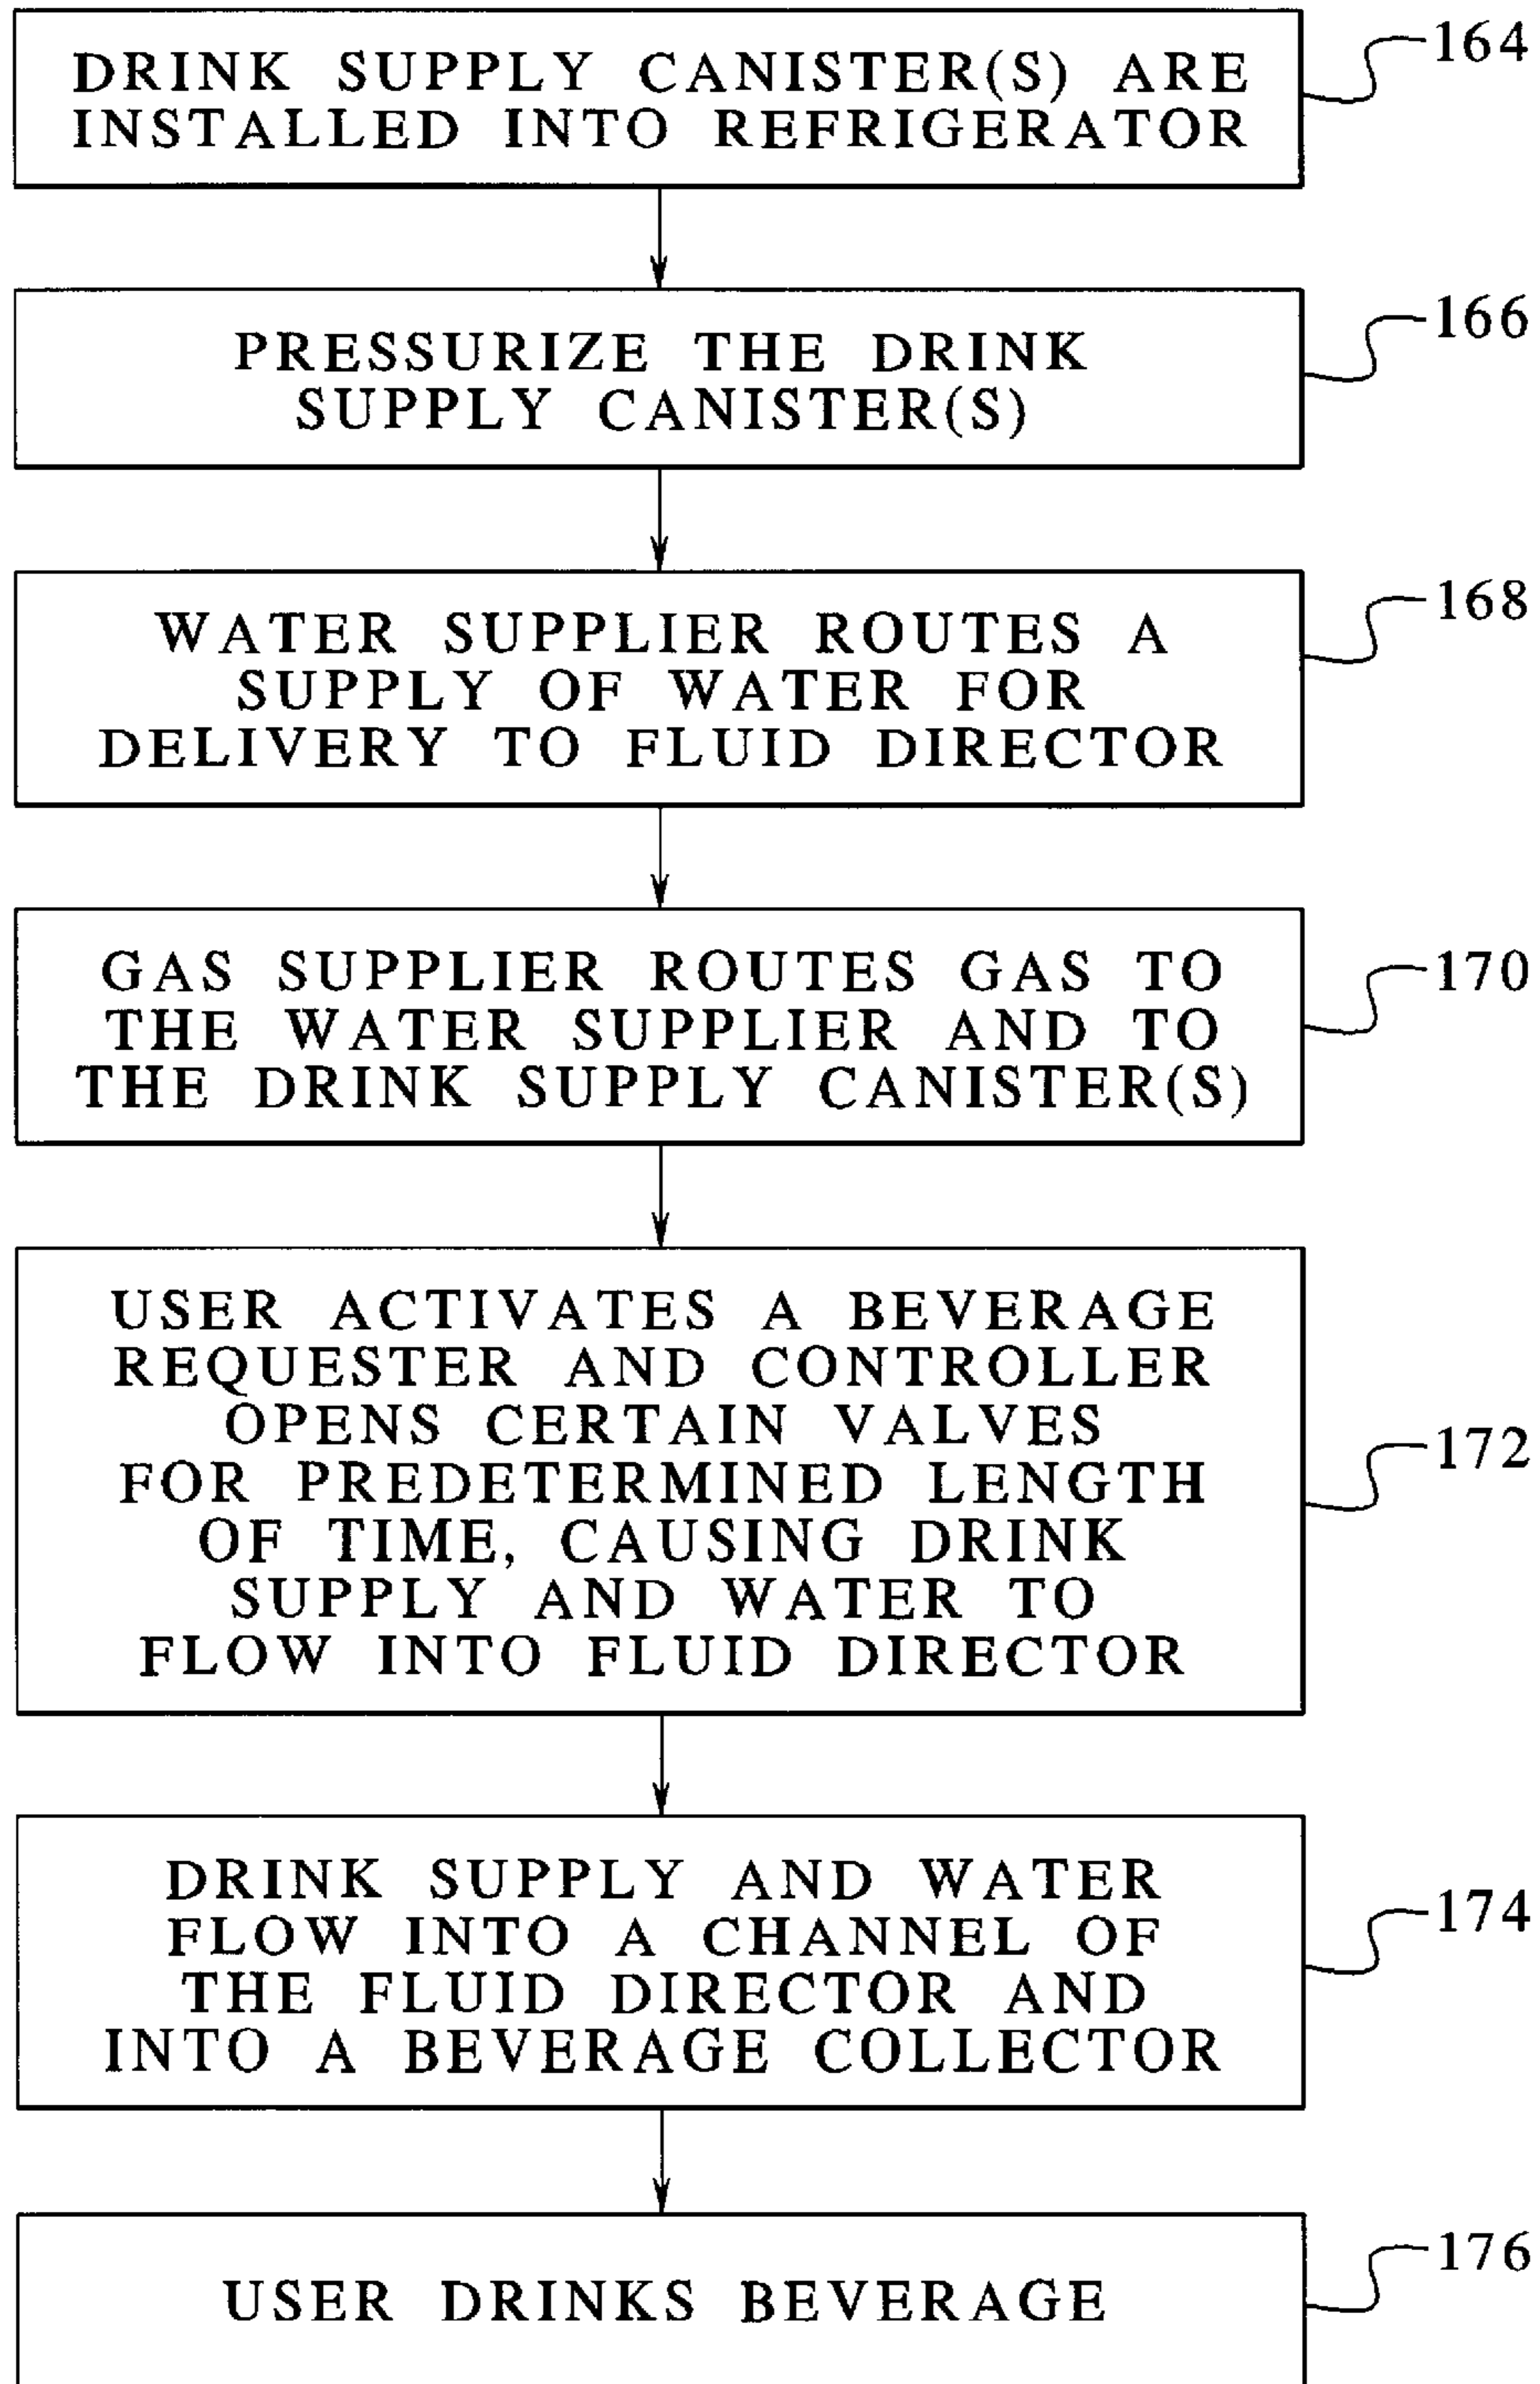 DRINK SUPPLY CANISTER(S) ARE
INSTALLED INTO REFRIGERATOR
164
PRESSURIZE THE DRINK
SUPPLY CANISTER(S)
166
WATER SUPPLIER ROUTES A
SUPPLY OF WATER FOR
DELIVERY TO FLUID DIRECTOR
168
GAS SUPPLIER ROUTES GAS TO
THE WATER SUPPLIER AND TO
THE DRINK SUPPLY CANISTER(S)
170
USER ACTIVATES A BEVERAGE
REQUESTER AND CONTROLLER
OPENS CERTAIN VALVES
FOR PREDETERMINED LENGTH
OF TIME, CAUSING DRINK
SUPPLY AND WATER TO
FLOW INTO FLUID DIRECTOR
172
DRINK SUPPLY AND WATER
FLOW INTO A CHANNEL OF
THE FLUID DIRECTOR AND
INTO A BEVERAGE COLLECTOR
174
USER DRINKS BEVERAGE
176